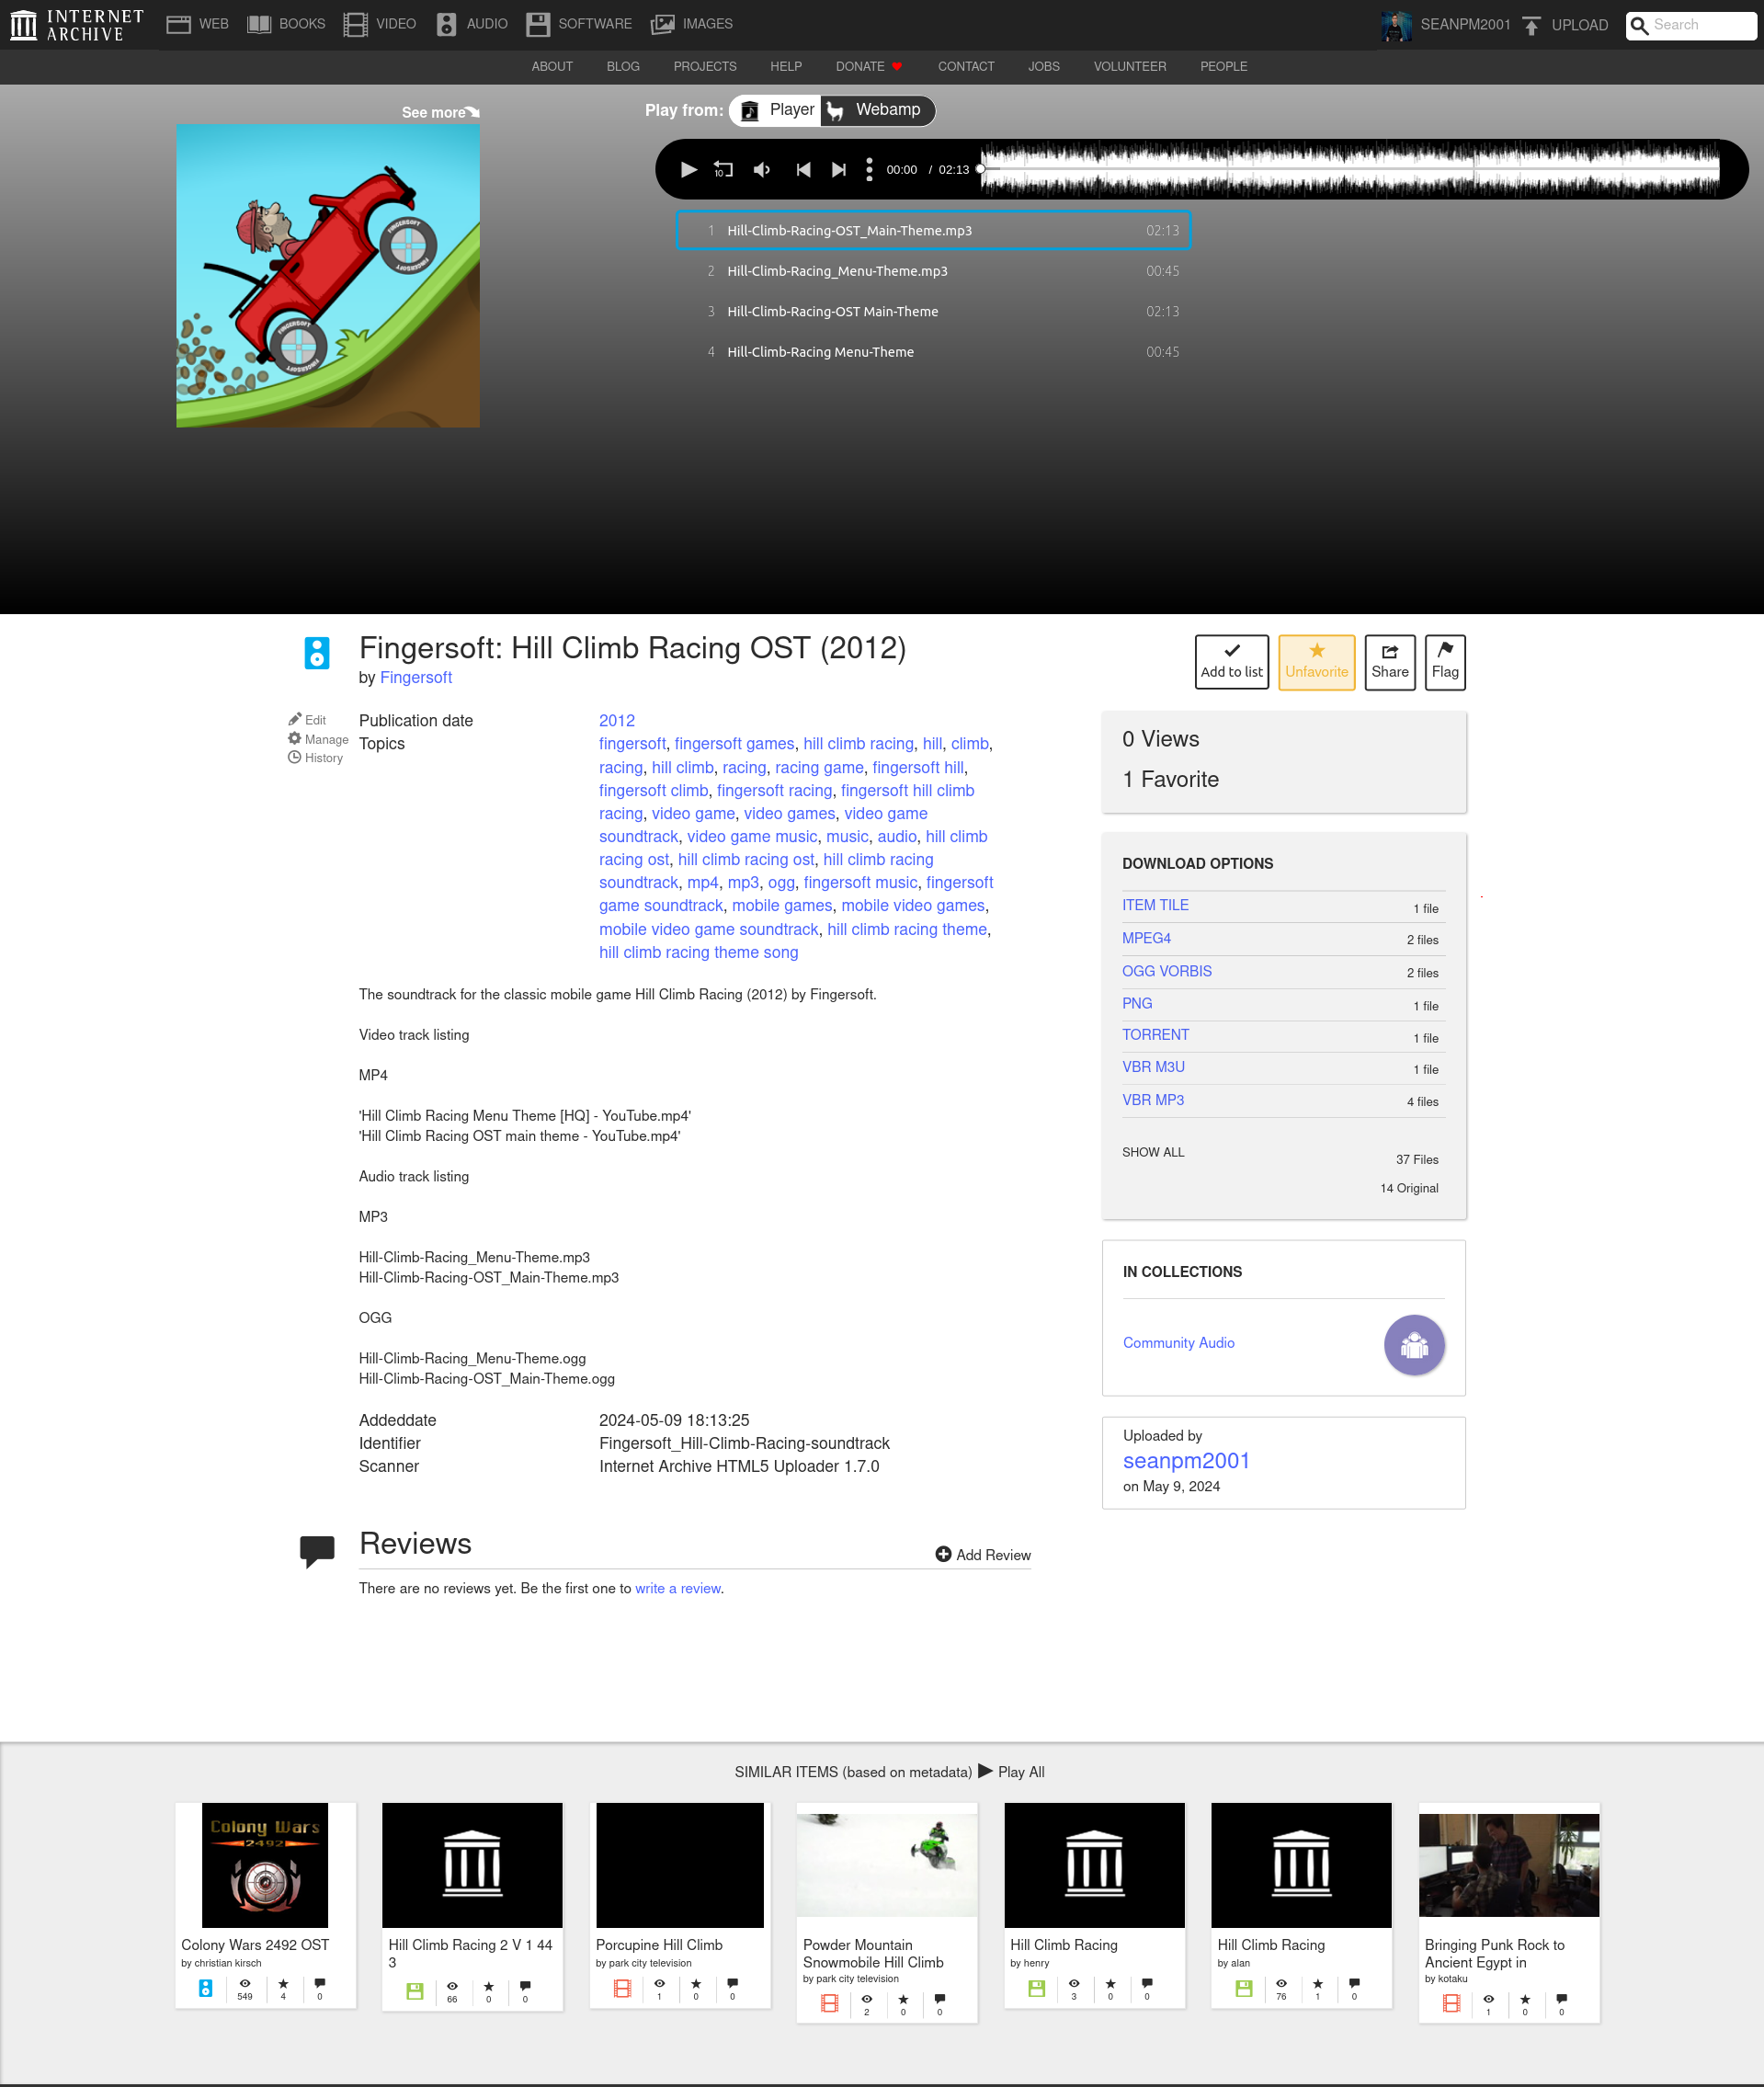 INTERNET ARCHIVE
WEB BOOKS VIDEO AUDIO SOFTWARE IMAGES SEANPM2001 UPLOAD Search
ABOUT BLOG PROJECTS HELP DONATE CONTACT JOBS VOLUNTEER PEOPLE
See more
FINGERSOFT
FINGERSOFT
FINGERSOFT
FINGERSOFT
Play from: Player Webamp
10 00:00 / 02:13
1 Hill-Climb-Racing-OST_Main-Theme.mp3 02:13
2 Hill-Climb-Racing_Menu-Theme.mp3 00:45
3 Hill-Climb-Racing-OST Main-Theme 02:13
4 Hill-Climb-Racing Menu-Theme 00:45
Fingersoft: Hill Climb Racing OST (2012)
by Fingersoft
Add to list Unfavorite Share Flag
Edit
Manage
History
Publication date 2012
Topics fingersoft, fingersoft games, hill climb racing, hill, climb,
racing, hill climb, racing, racing game, fingersoft hill,
fingersoft climb, fingersoft racing, fingersoft hill climb
racing, video game, video games, video game
soundtrack, video game music, music, audio, hill climb
racing ost, hill climb racing ost, hill climb racing
soundtrack, mp4, mp3, ogg, fingersoft music, fingersoft
game soundtrack, mobile games, mobile video games,
mobile video game soundtrack, hill climb racing theme,
hill climb racing theme song
The soundtrack for the classic mobile game Hill Climb Racing (2012) by Fingersoft.
Video track listing
MP4
'Hill Climb Racing Menu Theme [HQ] - YouTube.mp4'
'Hill Climb Racing OST main theme - YouTube.mp4'
Audio track listing
MP3
Hill-Climb-Racing_Menu-Theme.mp3
Hill-Climb-Racing-OST_Main-Theme.mp3
OGG
Hill-Climb-Racing_Menu-Theme.ogg
Hill-Climb-Racing-OST_Main-Theme.ogg
Addeddate 2024-05-09 18:13:25
Identifier Fingersoft_Hill-Climb-Racing-soundtrack
Scanner Internet Archive HTML5 Uploader 1.7.0
0 Views
1 Favorite
DOWNLOAD OPTIONS
ITEM TILE 1 file
MPEG4 2 files
OGG VORBIS 2 files
PNG 1 file
TORRENT 1 file
VBR M3U 1 file
VBR MP3 4 files
SHOW ALL 37 Files
14 Original
IN COLLECTIONS
Community Audio
Uploaded by
seanpm2001
on May 9, 2024
Reviews
Add Review
There are no reviews yet. Be the first one to write a review.
SIMILAR ITEMS (based on metadata) Play All
Colony Wars
2492
Colony Wars 2492 OST
by christian kirsch
549 4 0
Hill Climb Racing 2 V 1 44
3
66 0 0
Porcupine Hill Climb
by park city television
1 0 0
Powder Mountain
Snowmobile Hill Climb
by park city television
2 0 0
Hill Climb Racing
by henry
3 0 0
Hill Climb Racing
by alan
76 1 0
Bringing Punk Rock to
Ancient Egypt in
by kotaku
1 0 0